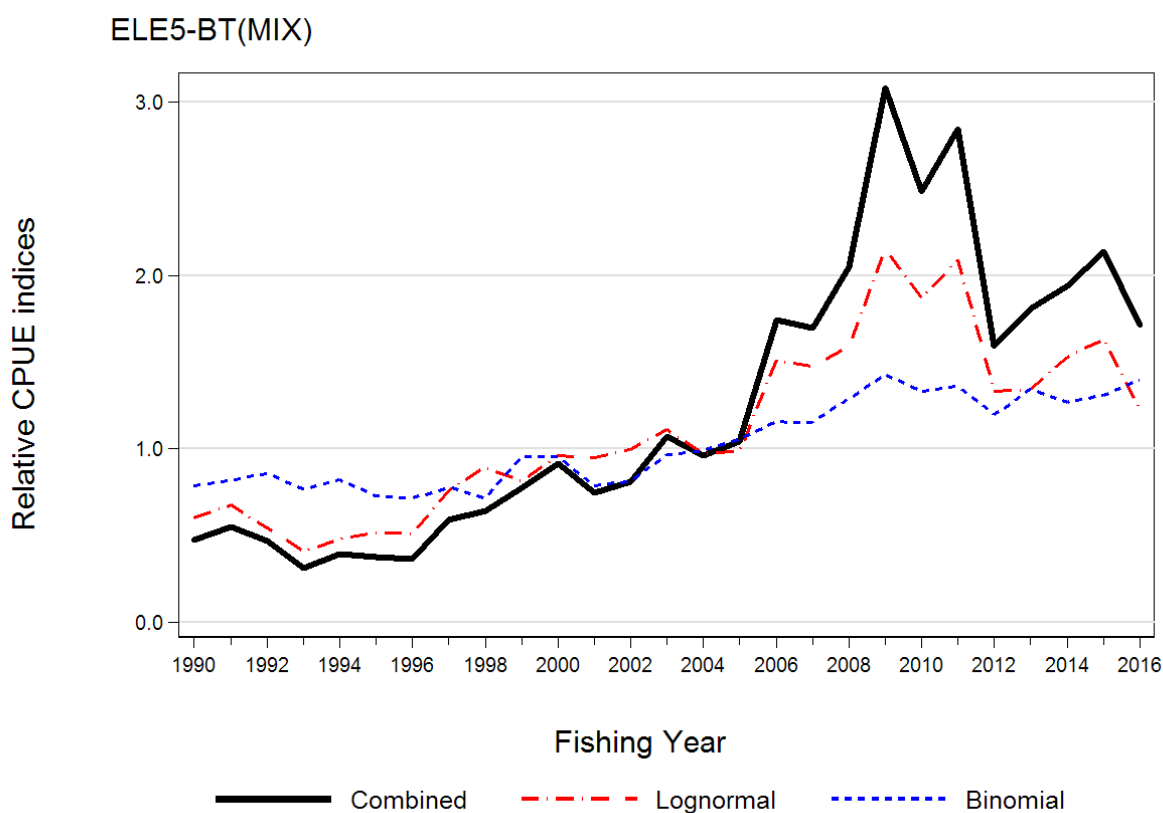 ELE5-BT(MIX)
Relative CPUE indices
3.0
2.0
1.0
0.0
1990 1992 1994 1996 1998 2000 2002 2004 2006 2008 2010 2012 2014 2016
Fishing Year
Combined Lognormal Binomial